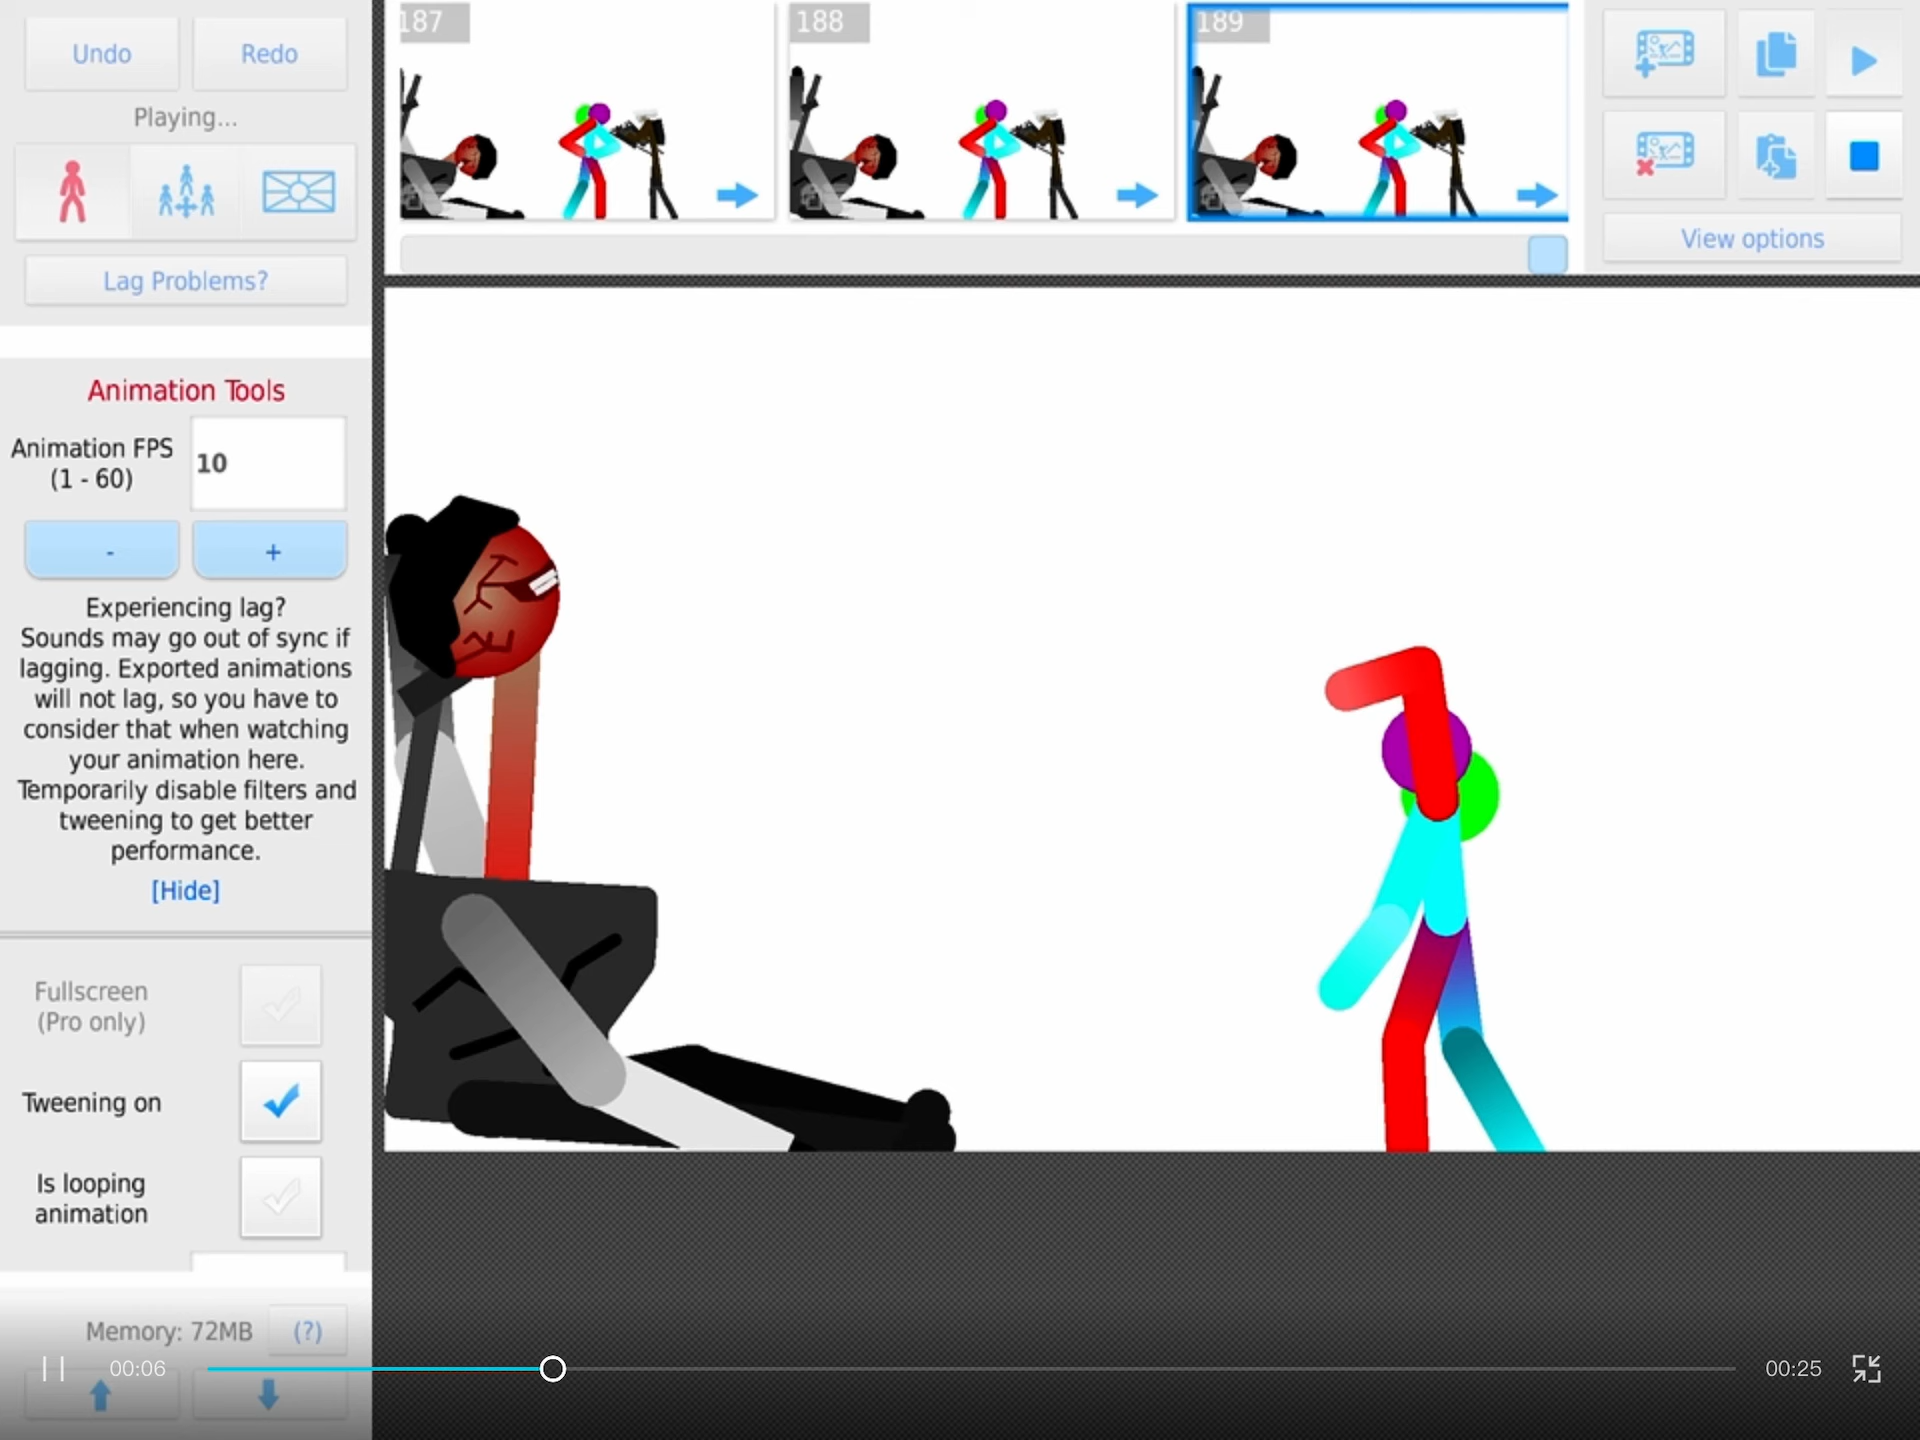 Undo
Redo
Playing...
Lag Problems?
187
188
189
View options
Animation Tools
Animation FPS
(1 - 60)
10
-
+
Experiencing lag?
Sounds may go out of sync if
lagging. Exported animations
will not lag, so you have to
consider that when watching
your animation here.
Temporarily disable filters and
tweening to get better
performance.
[Hide]
Fullscreen
(Pro only)
Tweening on
Is looping
animation
Memory: 72MB
(?)
00:06
00:25